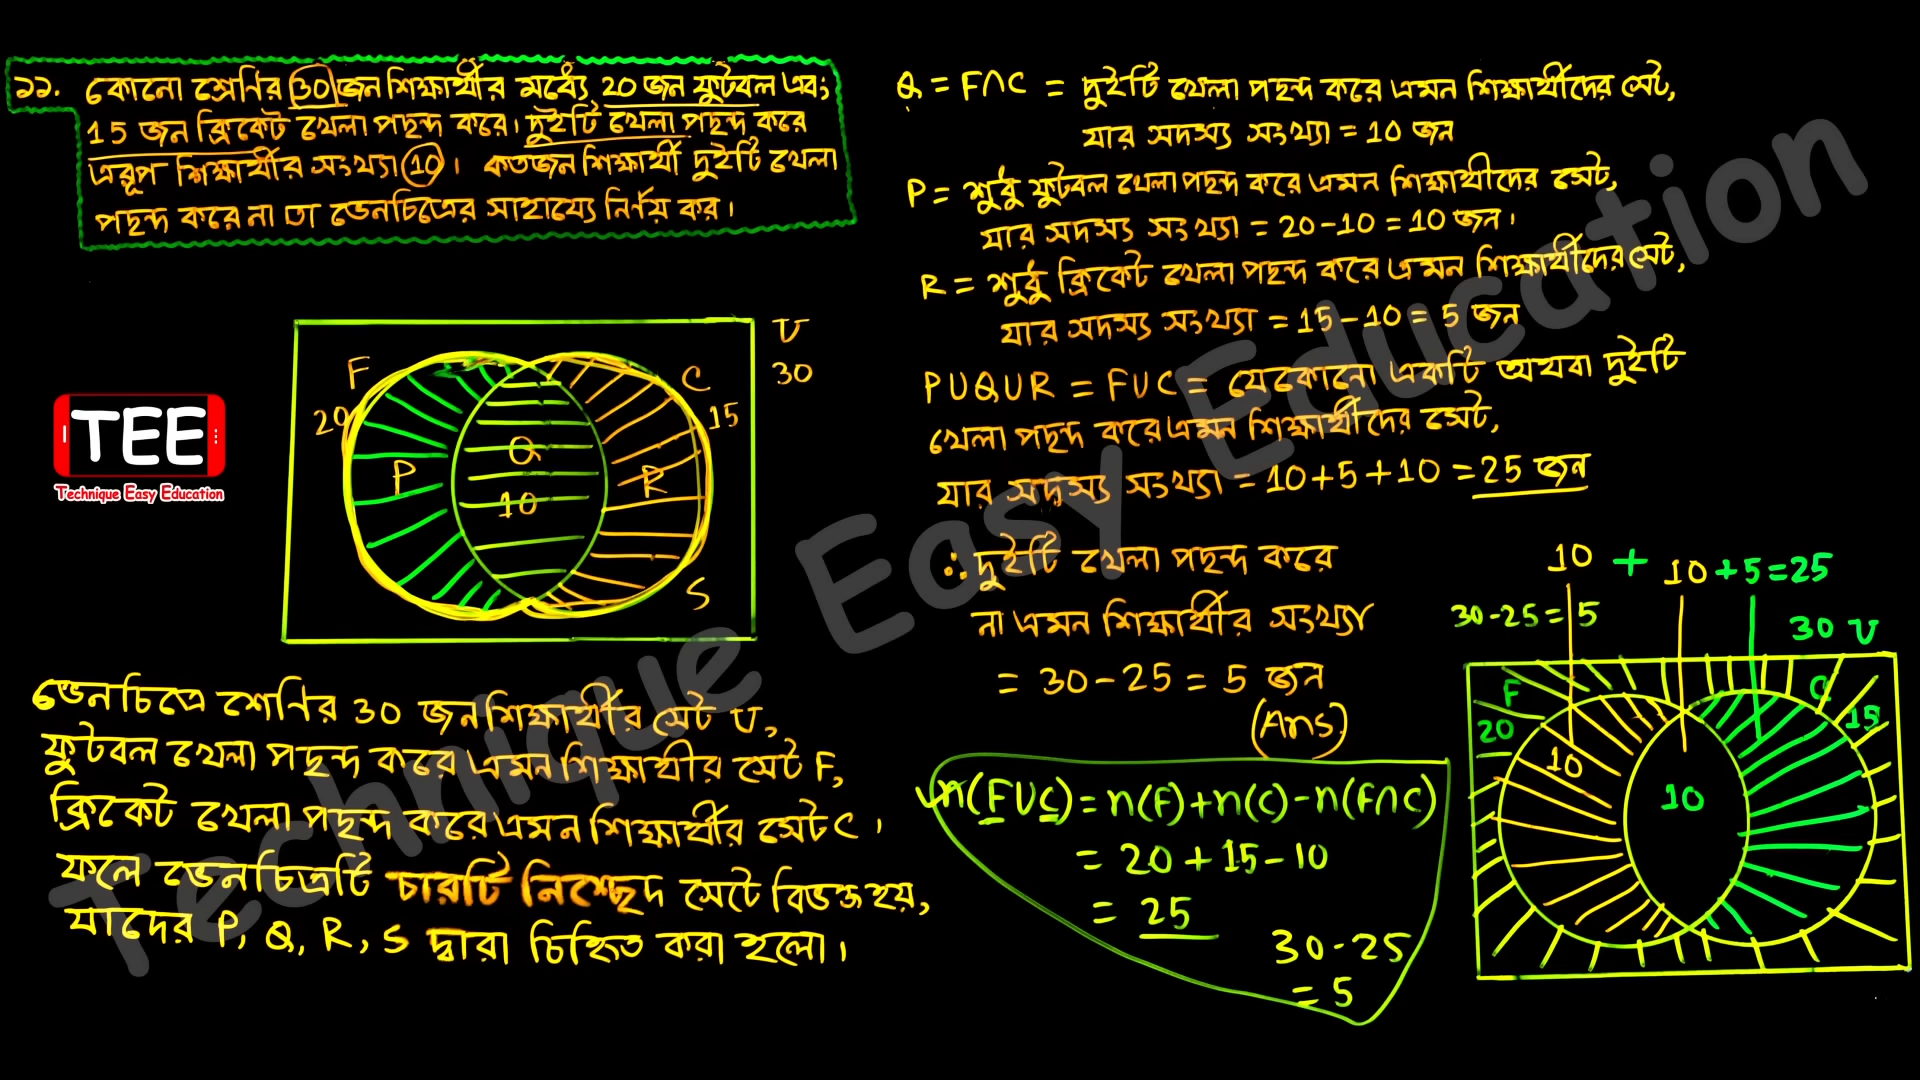 ১১. কোনো শ্রেণির 30 জন শিক্ষার্থীর মধ্যে 20 জন ফুটবল এবং
15 জন ক্রিকেট খেলা পছন্দ করে। দুইটি খেলা পছন্দ করে
এরূপ শিক্ষার্থীর সংখ্যা 10। কতজন শিক্ষার্থী দুইটি খেলা
পছন্দ করে না তা ভেনচিত্রের সাহায্যে নির্ণয় কর।
U
30
F
C
20
15
P
Q
R
10
S
TEE
Technique Easy Education
ভেনচিত্রে শ্রেণির 30 জন শিক্ষার্থীর সেট U,
ফুটবল খেলা পছন্দ করে এমন শিক্ষার্থীর সেট F,
ক্রিকেট খেলা পছন্দ করে এমন শিক্ষার্থীর সেট C।
ফলে ভেনচিত্রটি চারটি নিশ্ছেদ সেটে বিভক্ত হয়,
যাদের P, Q, R, S দ্বারা চিহ্নিত করা হলো।
Q = F∩C = দুইটি খেলা পছন্দ করে এমন শিক্ষার্থীদের সেট,
যার সদস্য সংখ্যা = 10 জন
P = শুধু ফুটবল খেলা পছন্দ করে এমন শিক্ষার্থীদের সেট,
যার সদস্য সংখ্যা = 20-10 = 10 জন।
R = শুধু ক্রিকেট খেলা পছন্দ করে এমন শিক্ষার্থীদের সেট,
যার সদস্য সংখ্যা = 15-10 = 5 জন
PUQUR = FUC = যেকোনো একটি অথবা দুইটি
খেলা পছন্দ করে এমন শিক্ষার্থীদের সেট,
যার সদস্য সংখ্যা = 10+5+10 = 25 জন
∴ দুইটি খেলা পছন্দ করে
না এমন শিক্ষার্থীর সংখ্যা
= 30-25 = 5 জন
(Ans)
n(FUC) = n(F)+n(C)-n(F∩C)
= 20+15-10
= 25
30-25
= 5
10 + 10+5=25
30-25=5
30 U
F
C
20
15
10
10
Technique Easy Education